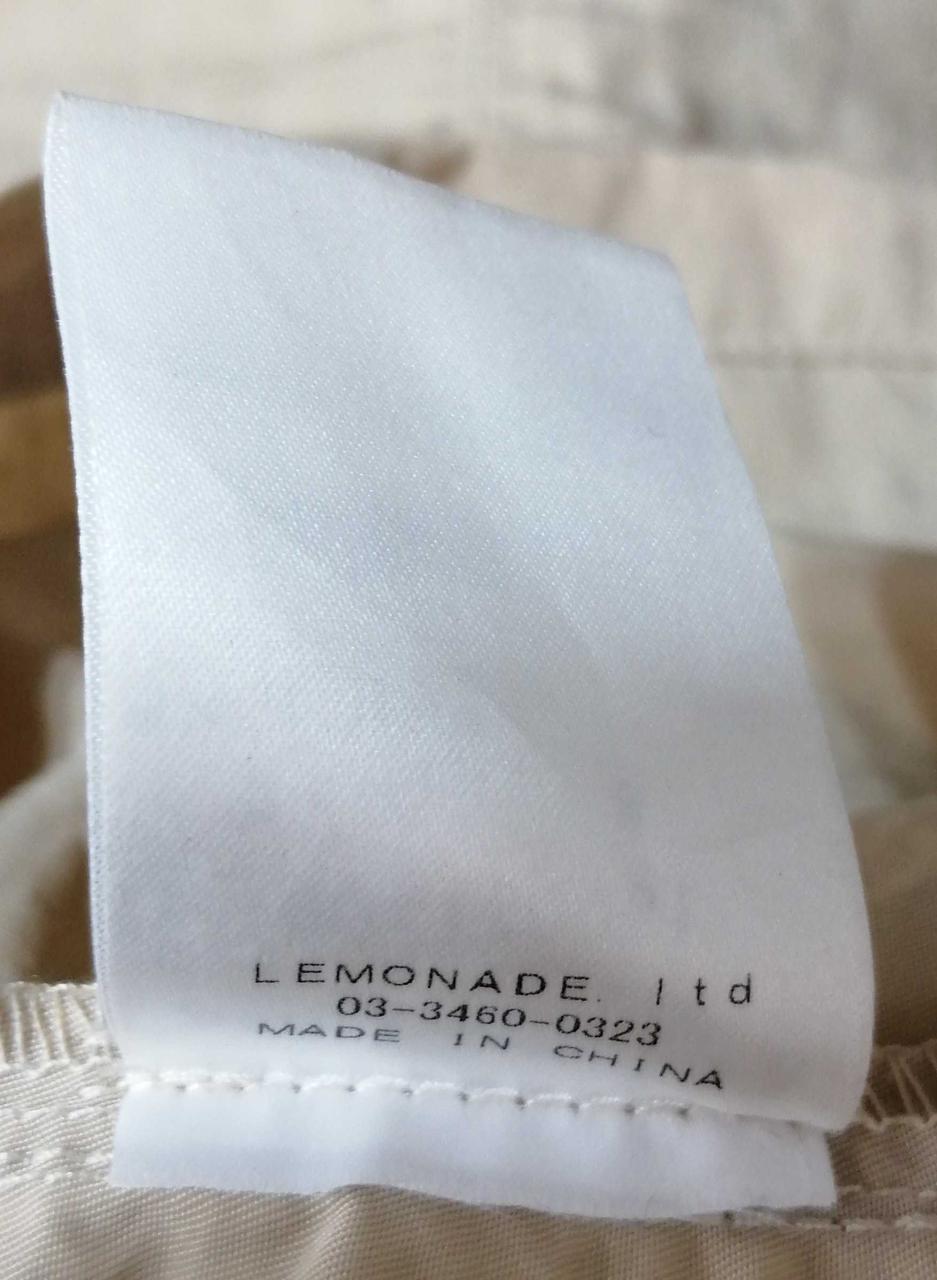 LEMONADE. ltd
03-3460-0323
MADE IN CHINA